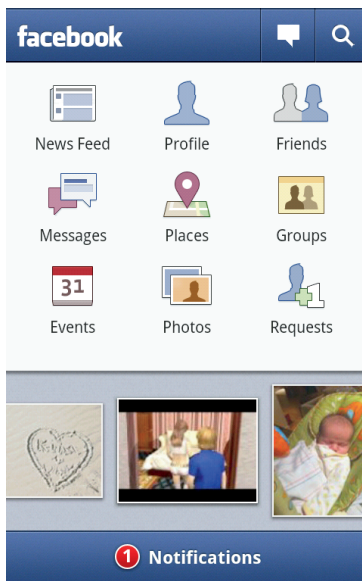 facebook
News Feed Profile Friends
Messages Places Groups
31
Events Photos Requests
1 Notifications